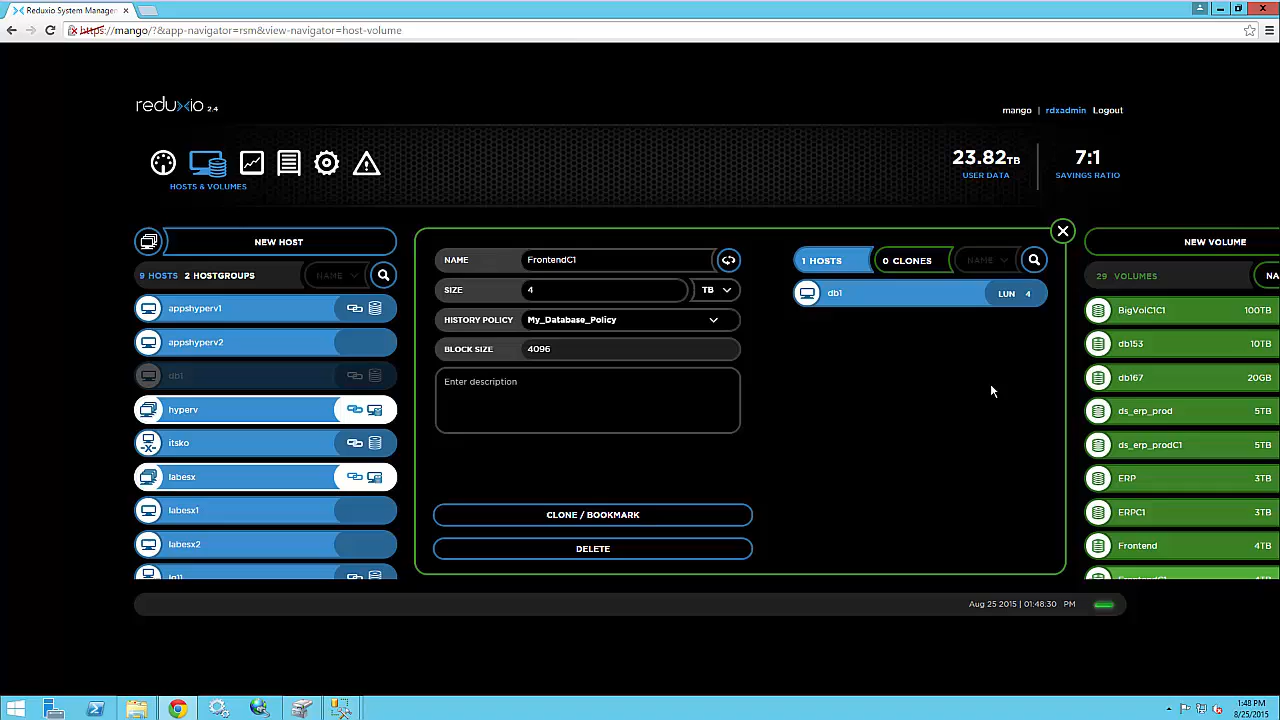 Reduxio System Manager
https://mango/?&app-navigator=rsm&view-navigator=host-volume
reduxio 2.4
mango | rdxadmin Logout
23.82TB
USER DATA
7:1
SAVINGS RATIO
HOSTS & VOLUMES
NEW HOST
9 HOSTS 2 HOSTGROUPS
NAME
appshyperv1
appshyperv2
db1
hyperv
itsko
labesx
labesx1
labesx2
NAME FrontendC1
SIZE 4 TB
HISTORY POLICY My_Database_Policy
BLOCK SIZE 4096
Enter description
CLONE / BOOKMARK
DELETE
1 HOSTS 0 CLONES NAME
db1 LUN 4
NEW VOLUME
29 VOLUMES NA
BigVolC1C1 100TB
db153 10TB
db167 20GB
ds_erp_prod 5TB
ds_erp_prodC1 5TB
ERP 3TB
ERPC1 3TB
Frontend 4TB
Aug 25 2015 | 01:48:30 PM
1:48 PM
8/25/2015